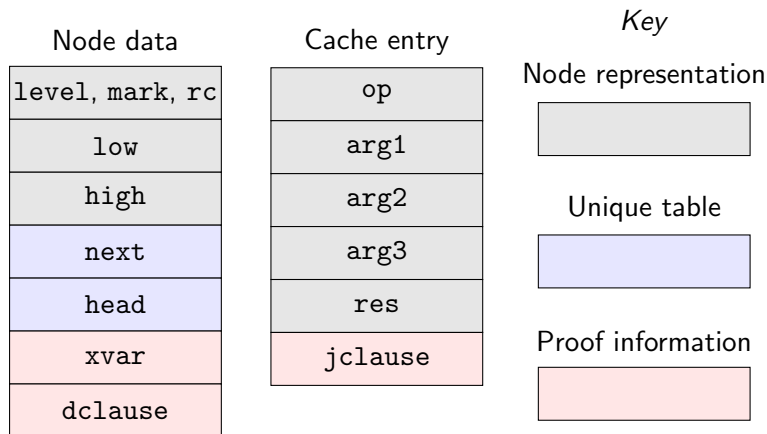 Node data
level, mark, rc
low
high
next
head
xvar
dclause
Cache entry
op
arg1
arg2
arg3
res
jclause
Key
Node representation
Unique table
Proof information